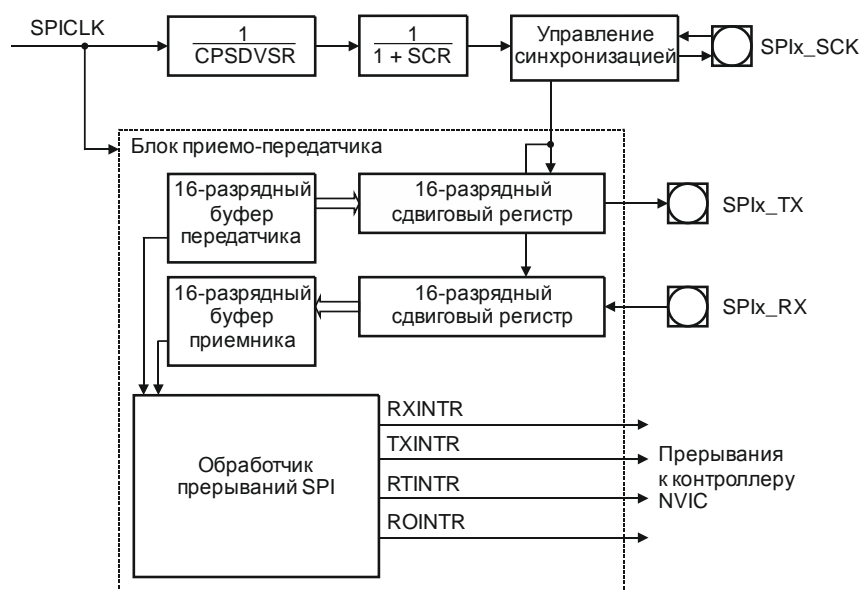 SPICLK
1
CPSDVSR
1
1 + SCR
Управление
синхронизацией
SPIx_SCK
Блок приемо-передатчика
16-разрядный
буфер
передатчика
16-разрядный
сдвиговый регистр
SPIx_TX
16-разрядный
буфер
приемника
16-разрядный
сдвиговый регистр
SPIx_RX
Обработчик
прерываний SPI
RXINTR
TXINTR
RTINTR
ROINTR
Прерывания
к контроллеру
NVIC